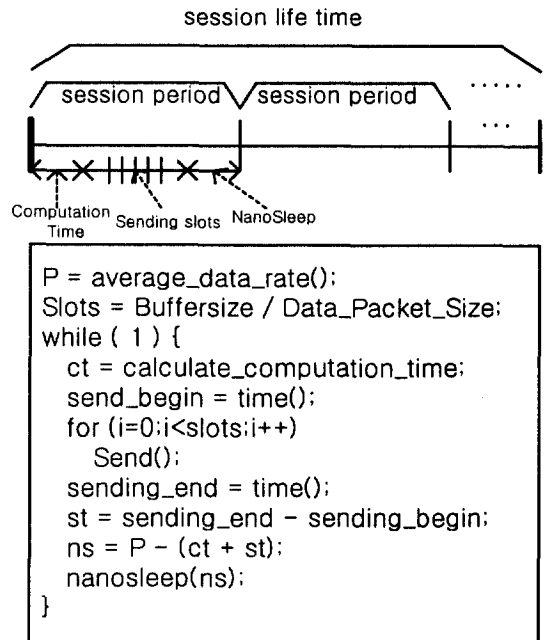 session life time
session period
session period
.....
...
Computation
Time
Sending slots
NanoSleep
P = average_data_rate();
Slots = Buffersize / Data_Packet_Size;
while ( 1 ) {
ct = calculate_computation_time;
send_begin = time();
for (i=0;i<slots;i++)
Send();
sending_end = time();
st = sending_end - sending_begin;
ns = P - (ct + st);
nanosleep(ns);
}